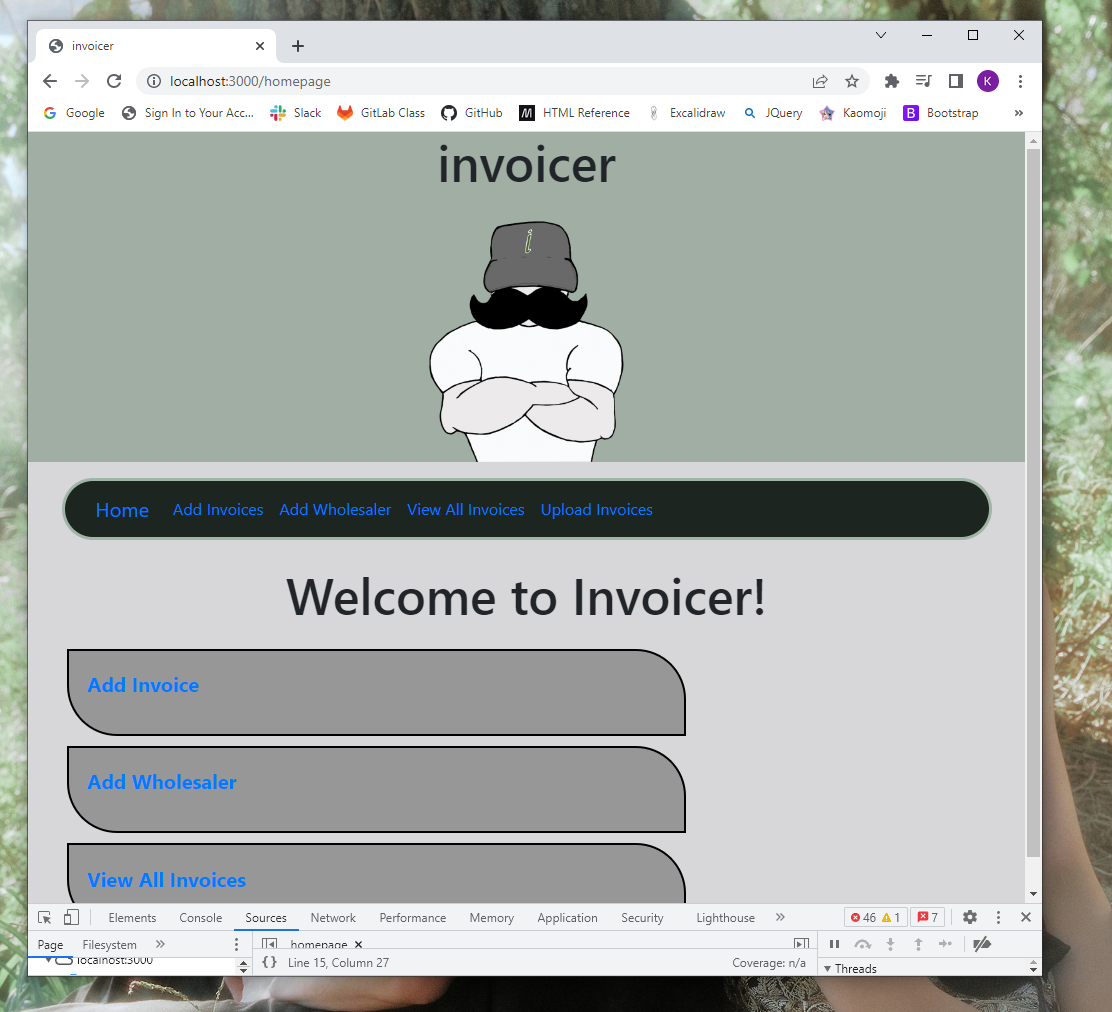 invoicer
localhost:3000/homepage
K
Google Sign In to Your Acc... Slack GitLab Class GitHub HTML Reference Excalidraw JQuery Kaomoji Bootstrap »
invoicer
i
Home Add Invoices Add Wholesaler View All Invoices Upload Invoices
Welcome to Invoicer!
Add Invoice
Add Wholesaler
View All Invoices
Elements Console Sources Network Performance Memory Application Security Lighthouse » 46 1 7
Page Filesystem » homepage
localhost:3000 {} Line 15, Column 27 Coverage: n/a Threads